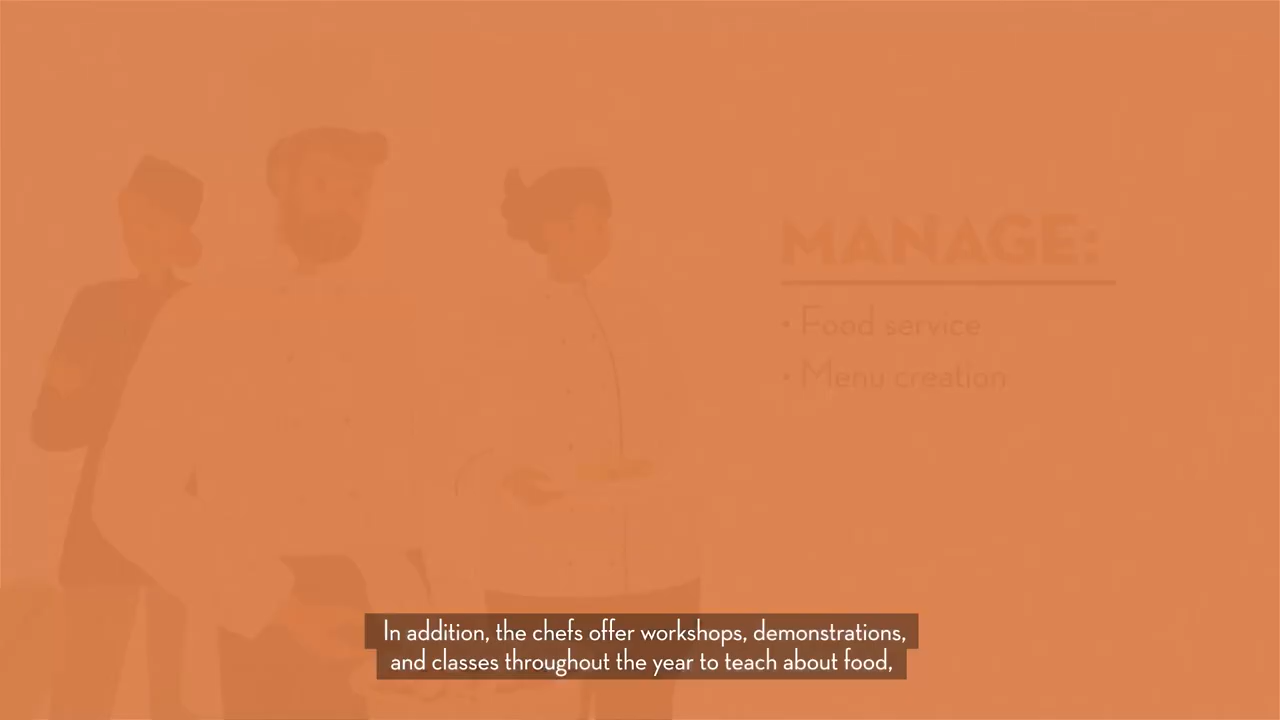 MANAGE:
• Food service
• Menu creation
In addition, the chefs offer workshops, demonstrations,
and classes throughout the year to teach about food,